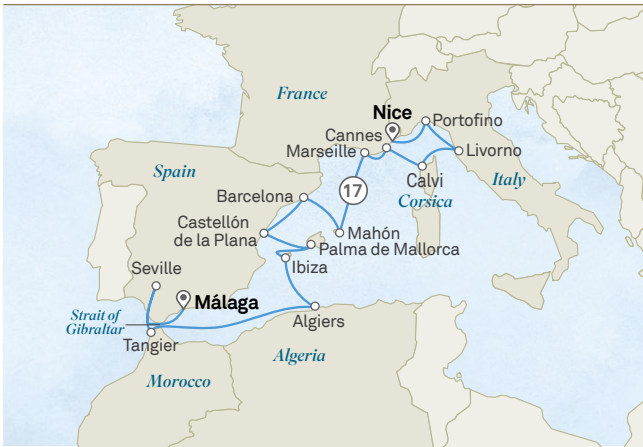 France
Nice
Portofino
Cannes
Marseille
Livorno
Spain
Calvi
Italy
Barcelona
17
Corsica
Castellón
de la Plana
Mahón
Palma de Mallorca
Ibiza
Seville
Málaga
Strait of
Gibraltar
Algiers
Tangier
Algeria
Morocco